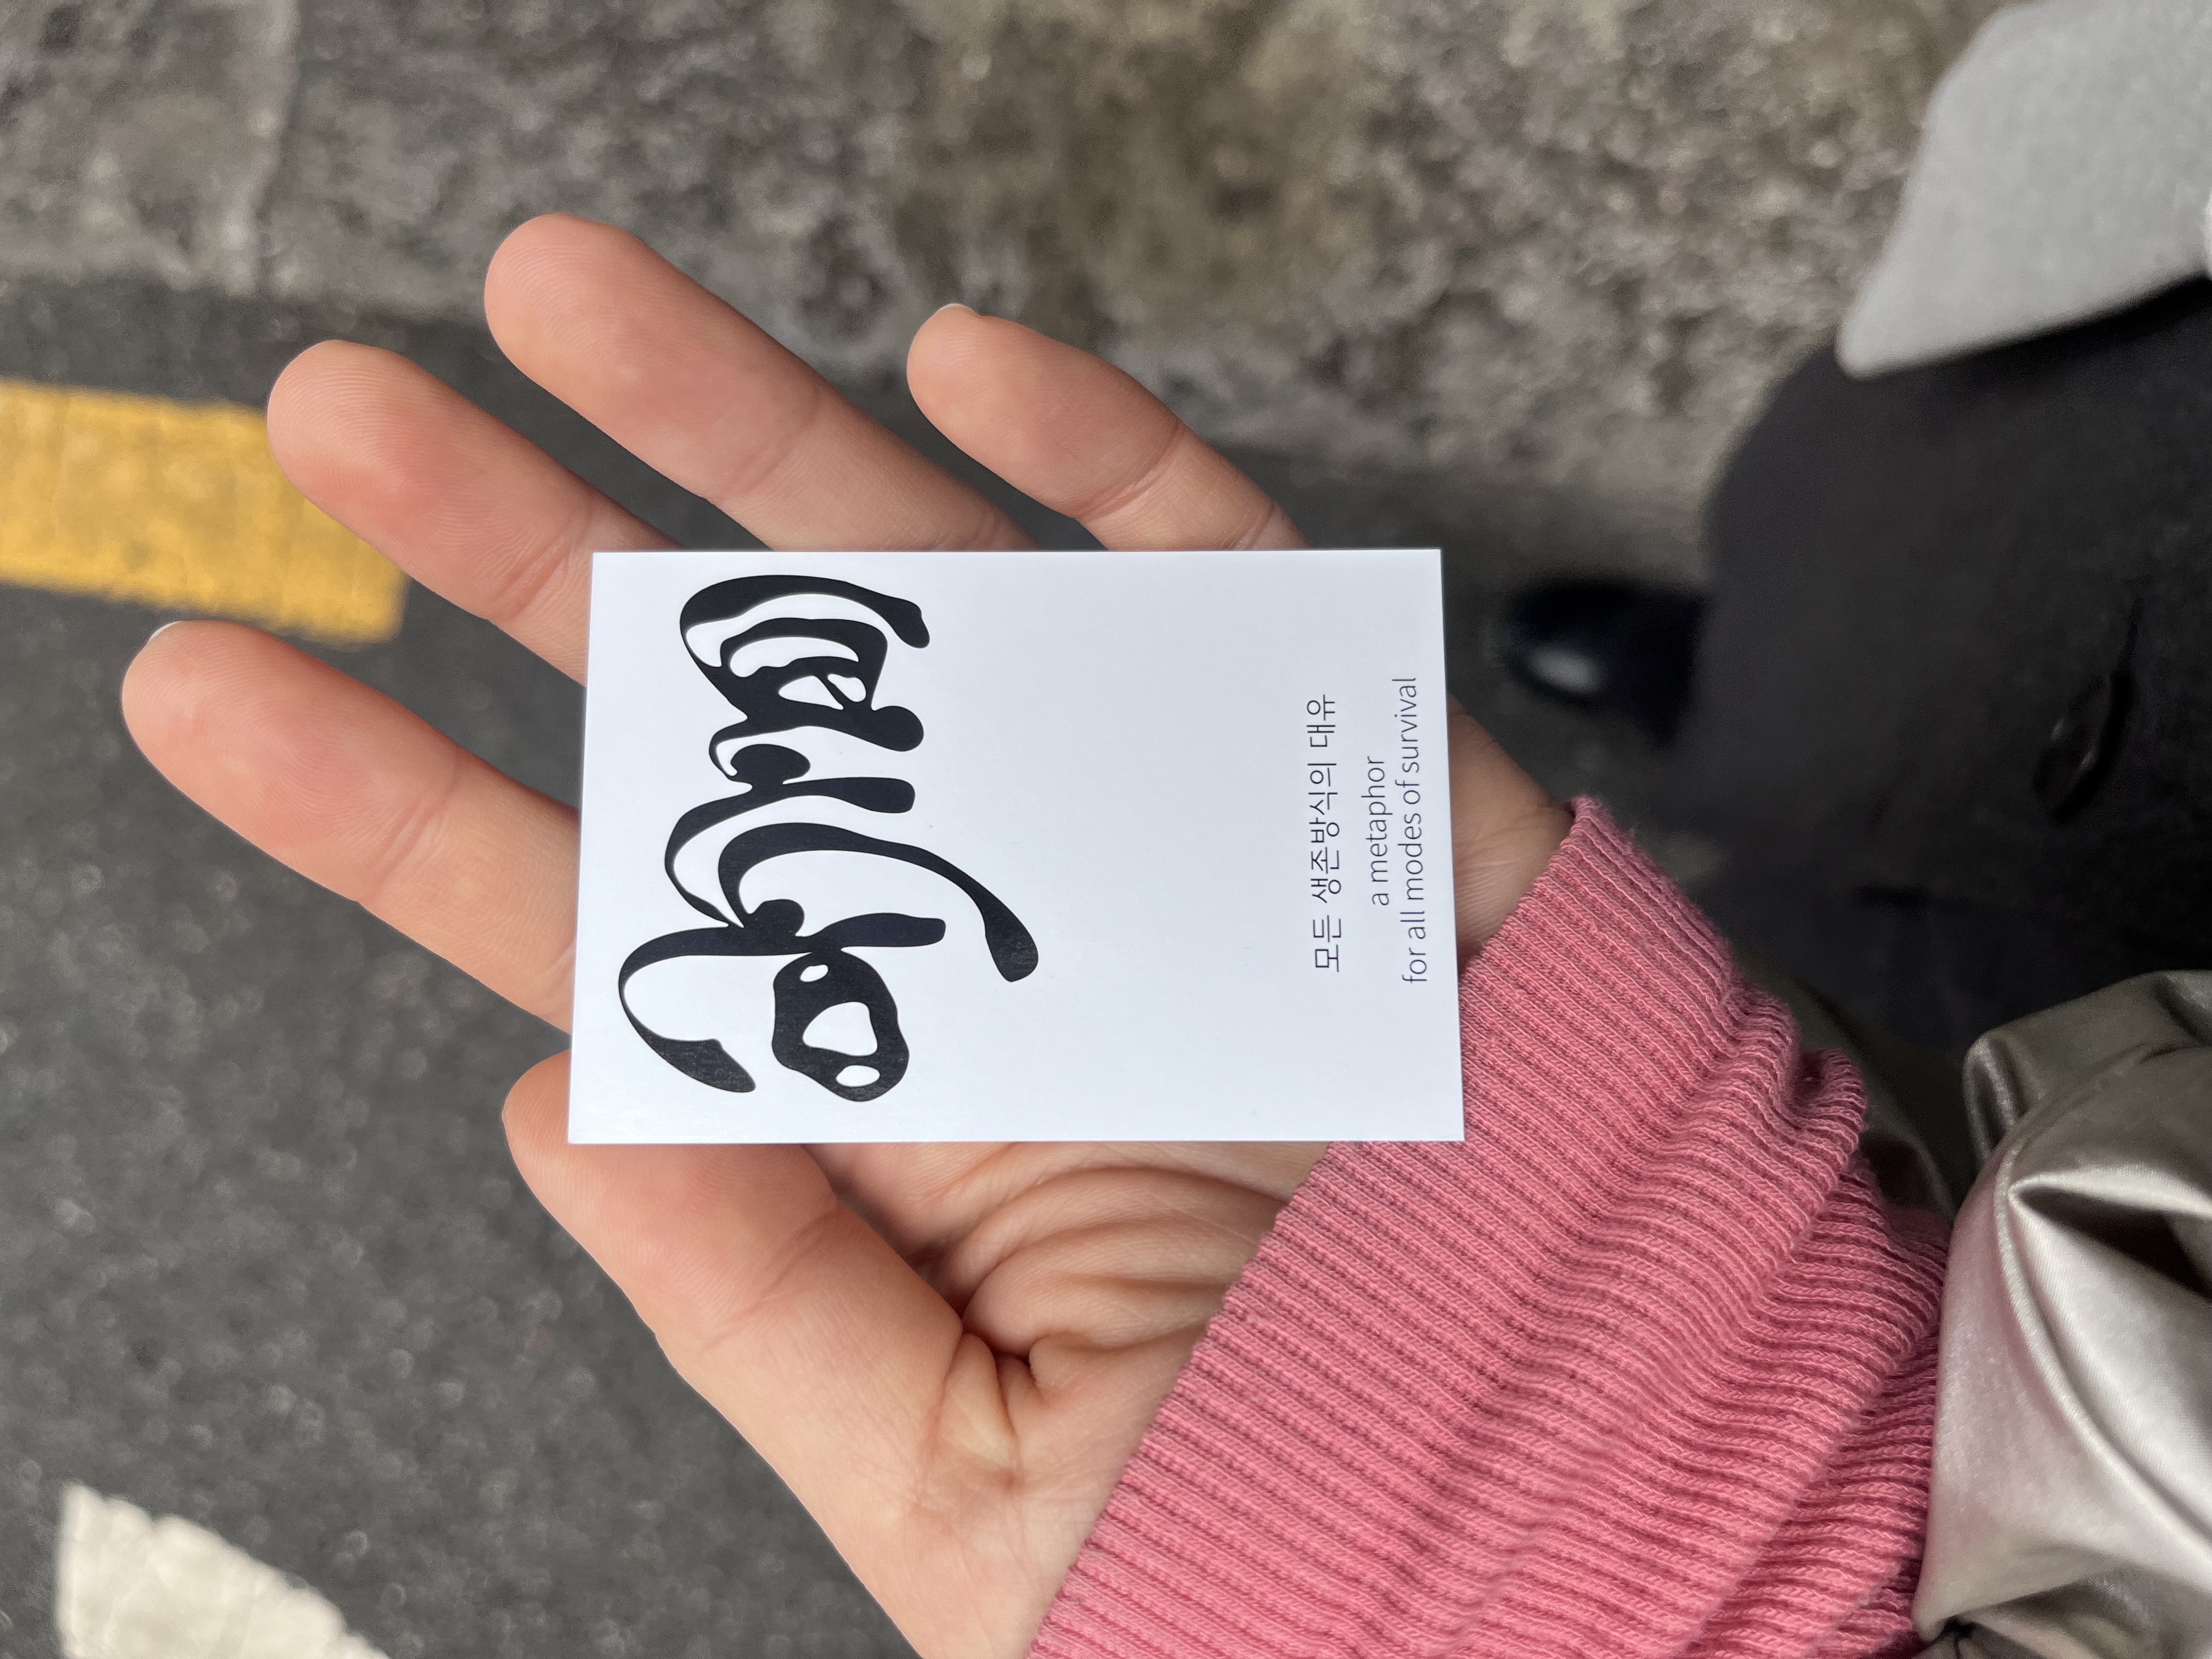 모든 생존방식의 대유
a metaphor
for all modes of survival